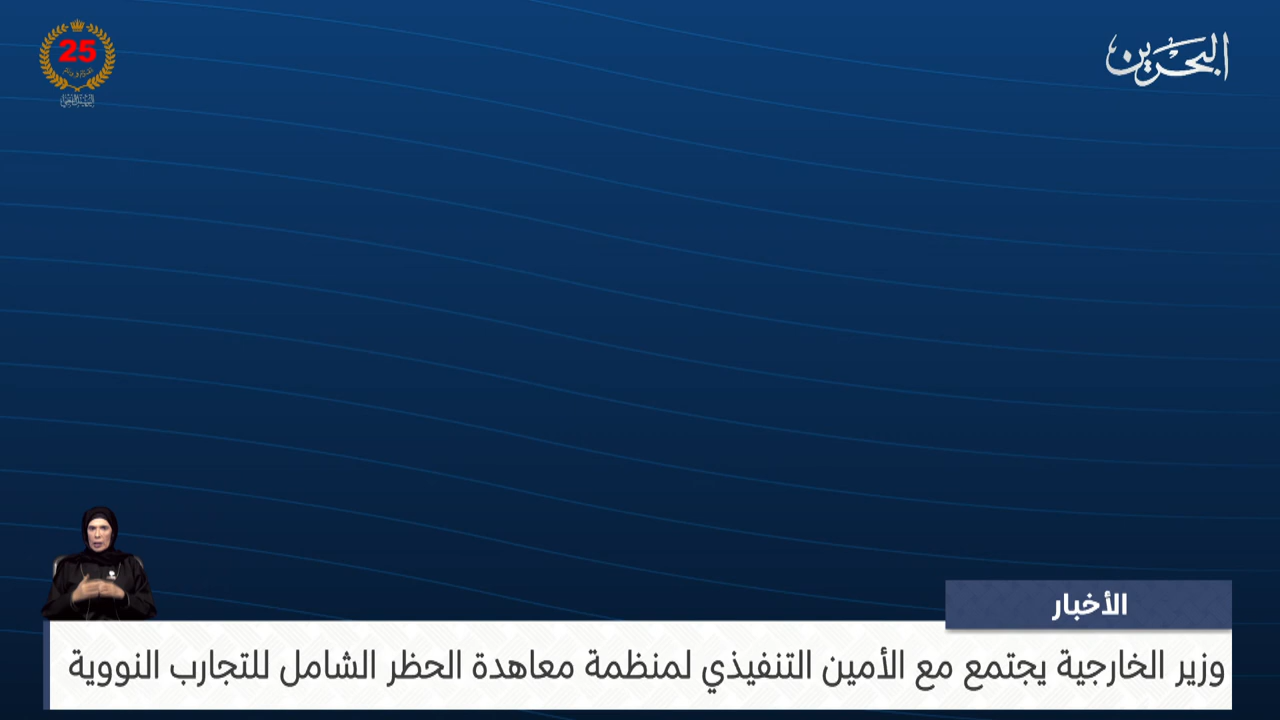 البحرين
25
الأخبار
وزير الخارجية يجتمع مع الأمين التنفيذي لمنظمة معاهدة الحظر الشامل للتجارب النووية